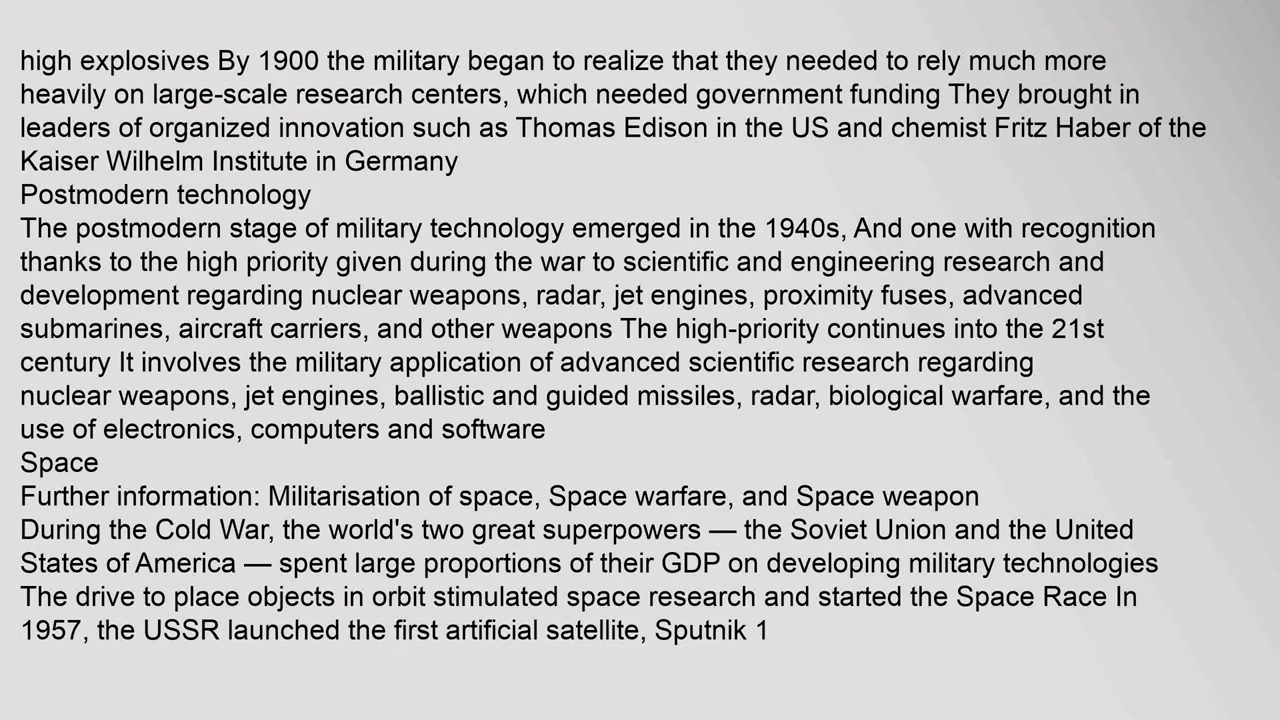 high explosives By 1900 the military began to realize that they needed to rely much more
heavily on large-scale research centers, which needed government funding They brought in
leaders of organized innovation such as Thomas Edison in the US and chemist Fritz Haber of the
Kaiser Wilhelm Institute in Germany
Postmodern technology
The postmodern stage of military technology emerged in the 1940s, And one with recognition
thanks to the high priority given during the war to scientific and engineering research and
development regarding nuclear weapons, radar, jet engines, proximity fuses, advanced
submarines, aircraft carriers, and other weapons The high-priority continues into the 21st
century It involves the military application of advanced scientific research regarding
nuclear weapons, jet engines, ballistic and guided missiles, radar, biological warfare, and the
use of electronics, computers and software
Space
Further information: Militarisation of space, Space warfare, and Space weapon
During the Cold War, the world's two great superpowers — the Soviet Union and the United
States of America — spent large proportions of their GDP on developing military technologies
The drive to place objects in orbit stimulated space research and started the Space Race In
1957, the USSR launched the first artificial satellite, Sputnik 1